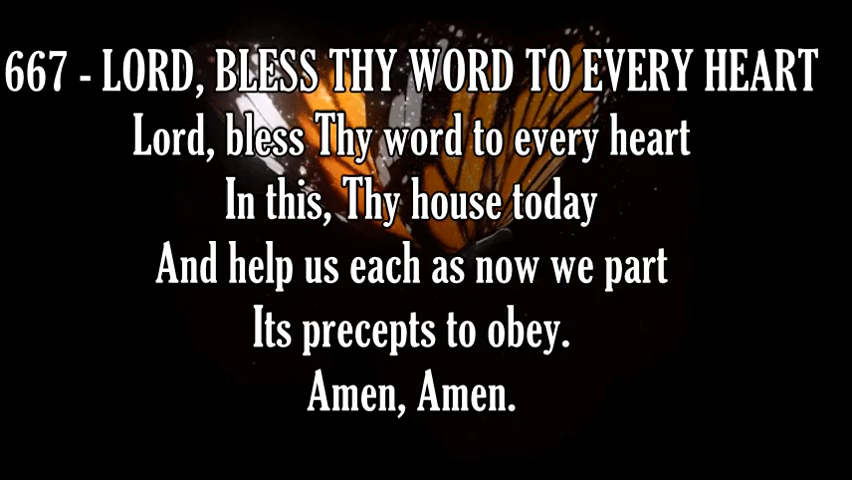 667 - LORD, BLESS THY WORD TO EVERY HEART
Lord, bless Thy word to every heart
In this, Thy house today
And help us each as now we part
Its precepts to obey.
Amen, Amen.